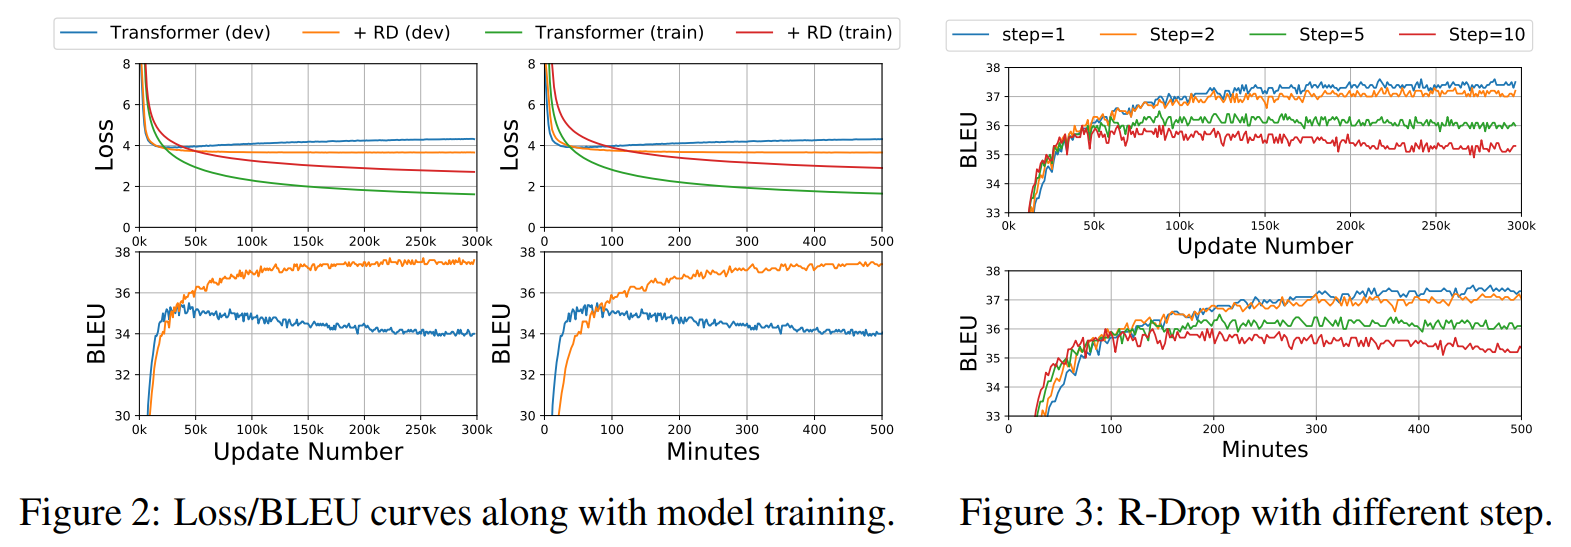 Transformer (dev) + RD (dev) Transformer (train) + RD (train)
8
6
4
2
0
Loss
0k 50k 100k 150k 200k 250k 300k
8
6
4
2
0
Loss
0 100 200 300 400 500
38
36
34
32
30
BLEU
0k 50k 100k 150k 200k 250k 300k
Update Number
38
36
34
32
30
BLEU
0 100 200 300 400 500
Minutes
Figure 2: Loss/BLEU curves along with model training.
step=1 Step=2 Step=5 Step=10
38
37
36
35
34
33
BLEU
0k 50k 100k 150k 200k 250k 300k
Update Number
38
37
36
35
34
33
BLEU
0 100 200 300 400 500
Minutes
Figure 3: R-Drop with different step.